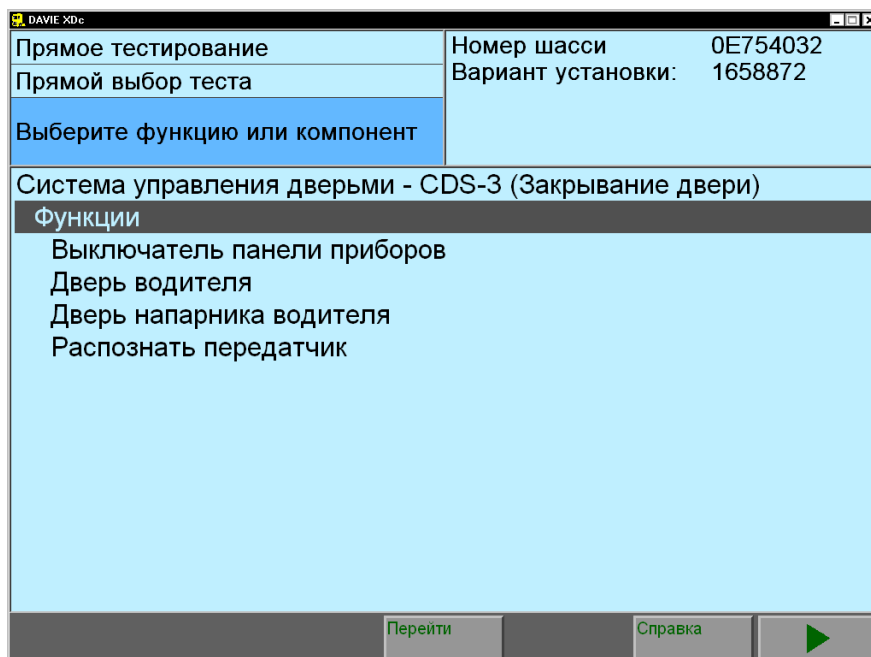 DAVIE XDc
Прямое тестирование
Прямой выбор теста
Выберите функцию или компонент
Номер шасси 0E754032
Вариант установки: 1658872
Система управления дверьми - CDS-3 (Закрывание двери)
Функции
Выключатель панели приборов
Дверь водителя
Дверь напарника водителя
Распознать передатчик
Перейти
Справка